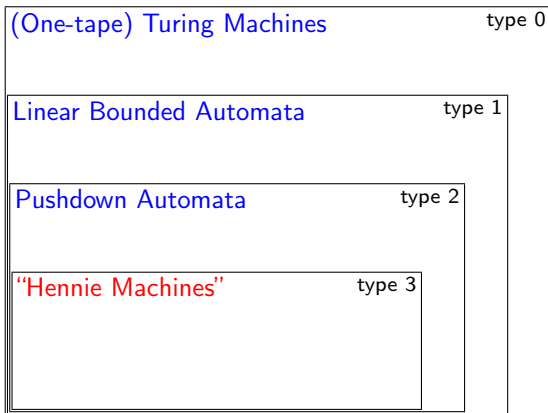 (One-tape) Turing Machines type 0
Linear Bounded Automata type 1
Pushdown Automata type 2
“Hennie Machines” type 3